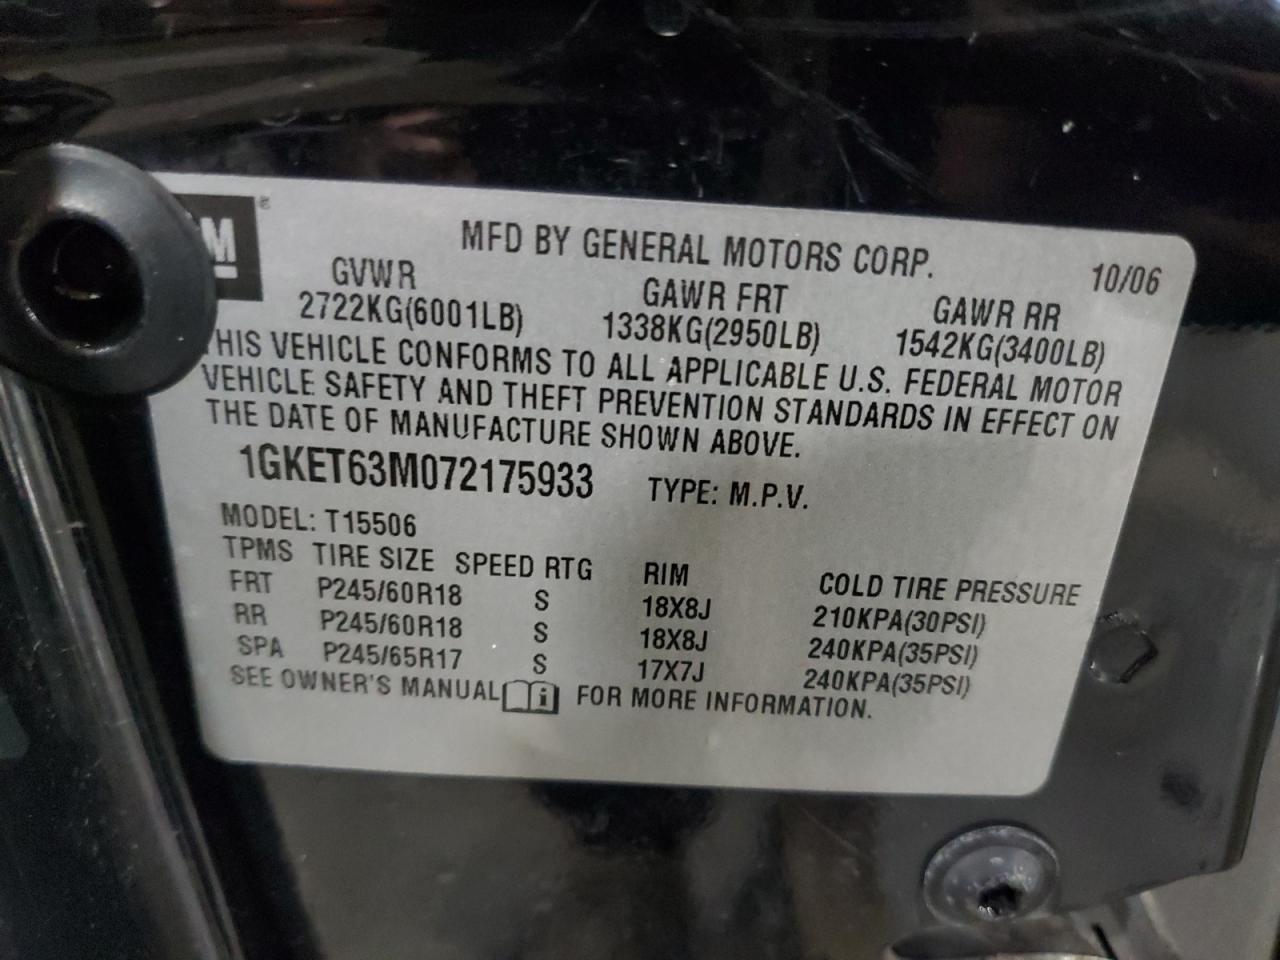 M®
MFD BY GENERAL MOTORS CORP.
10/06
GVWR GAWR FRT GAWR RR
2722KG(6001LB) 1338KG(2950LB) 1542KG(3400LB)
THIS VEHICLE CONFORMS TO ALL APPLICABLE U.S. FEDERAL MOTOR
VEHICLE SAFETY AND THEFT PREVENTION STANDARDS IN EFFECT ON
THE DATE OF MANUFACTURE SHOWN ABOVE.
1GKET63M072175933 TYPE: M.P.V.
MODEL: T15506
TPMS TIRE SIZE SPEED RTG RIM COLD TIRE PRESSURE
FRT P245/60R18 S 18X8J 210KPA(30PSI)
RR P245/60R18 S 18X8J 240KPA(35PSI)
SPA P245/65R17 S 17X7J 240KPA(35PSI)
SEE OWNER'S MANUAL i FOR MORE INFORMATION.